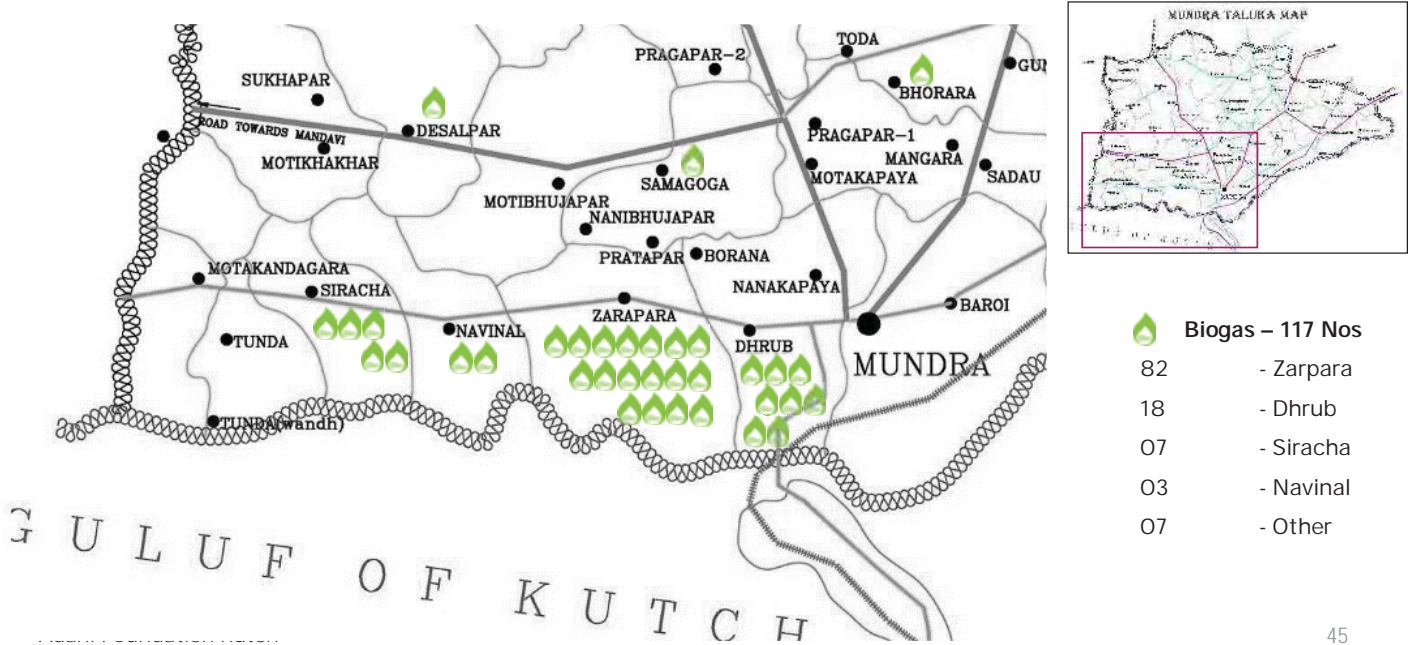 MUNDRA TALUKA MAP
TODA
PRAGAPAR-2
BHORARA
SUKHAPAR
DESALPAR
ROAD TOWARDS MANDAVI
MOTIKHAKHAR
PRAGAPAR-1
MANGARA
SADAU
MOTAKAPAYA
SAMAGOGA
MOTIBHUJAPAR
NANIBHUJAPAR
PRATAPAR
BORANA
NANAKAPAYA
MOTAKANDAGARA
SIRACHA
ZARAPARA
BAROI
NAVINAL
DHRUB
TUNDA
MUNDRA
TUNDA(wandh)
GULUF OF KUTCH
Biogas – 117 Nos
82 - Zarpara
18 - Dhrub
07 - Siracha
03 - Navinal
07 - Other
45